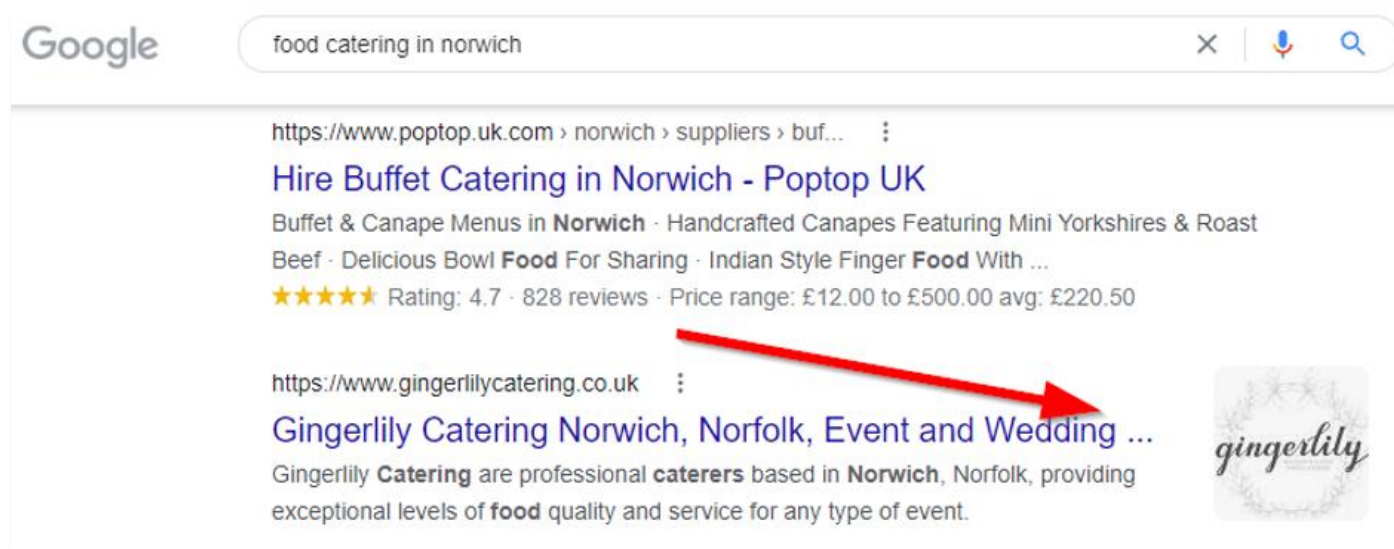 Google
food catering in norwich
https://www.poptop.uk.com › norwich › suppliers › buf...
Hire Buffet Catering in Norwich - Poptop UK
Buffet & Canape Menus in Norwich · Handcrafted Canapes Featuring Mini Yorkshires & Roast
Beef · Delicious Bowl Food For Sharing · Indian Style Finger Food With ...
Rating: 4.7 · 828 reviews · Price range: £12.00 to £500.00 avg: £220.50
https://www.gingerlilycatering.co.uk
Gingerlily Catering Norwich, Norfolk, Event and Wedding ...
Gingerlily Catering are professional caterers based in Norwich, Norfolk, providing
exceptional levels of food quality and service for any type of event.
gingerlily